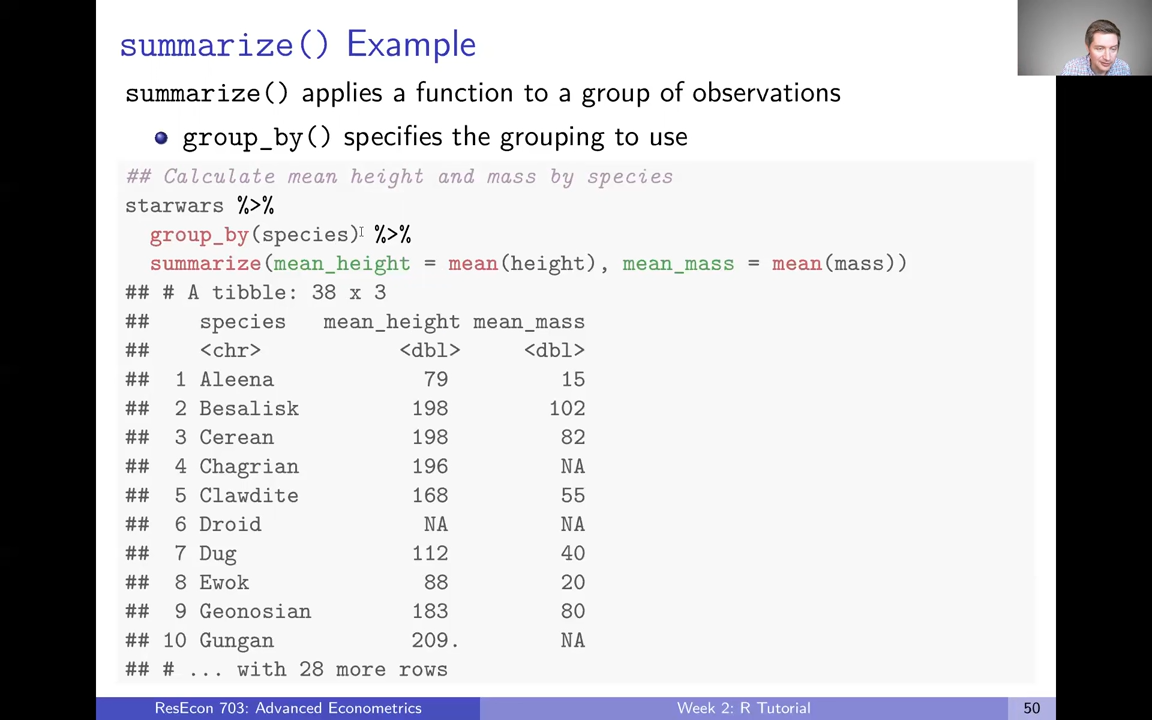 summarize() Example
summarize() applies a function to a group of observations
group_by() specifies the grouping to use
## Calculate mean height and mass by species
starwars %>%
  group_by(species) %>%
  summarize(mean_height = mean(height), mean_mass = mean(mass))
## # A tibble: 38 x 3
##    species   mean_height mean_mass
##    <chr>           <dbl>     <dbl>
##  1 Aleena            79        15
##  2 Besalisk         198       102
##  3 Cerean           198        82
##  4 Chagrian         196        NA
##  5 Clawdite         168        55
##  6 Droid             NA        NA
##  7 Dug              112        40
##  8 Ewok              88        20
##  9 Geonosian        183        80
## 10 Gungan           209.       NA
## # ... with 28 more rows
ResEcon 703: Advanced Econometrics Week 2: R Tutorial 50